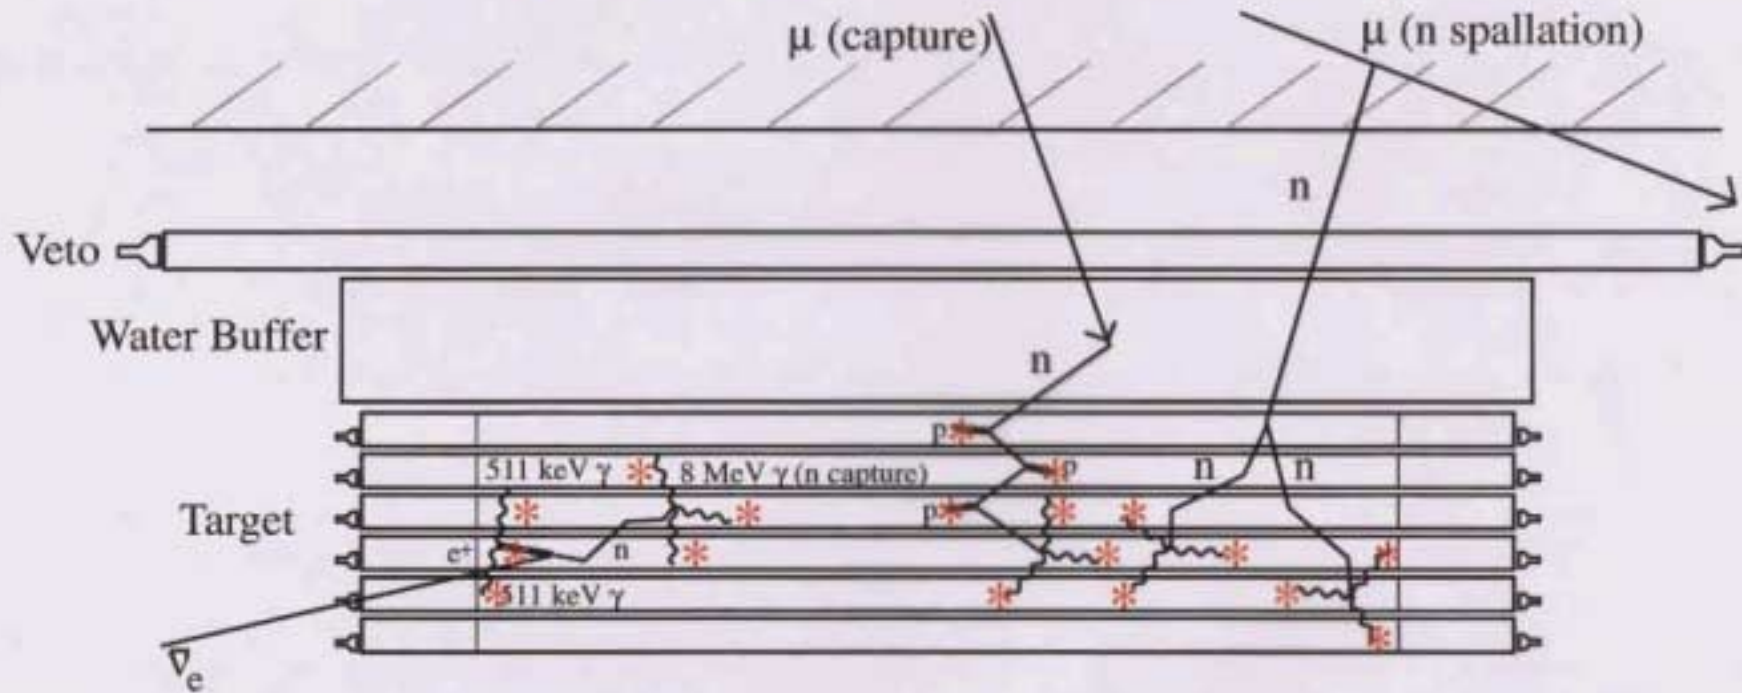 μ (capture)
μ (n spallation)
n
Veto
Water Buffer
n
p
511 keV γ
8 MeV γ (n capture)
p
n
n
Target
p
e⁺
n
511 keV γ
ν̄e